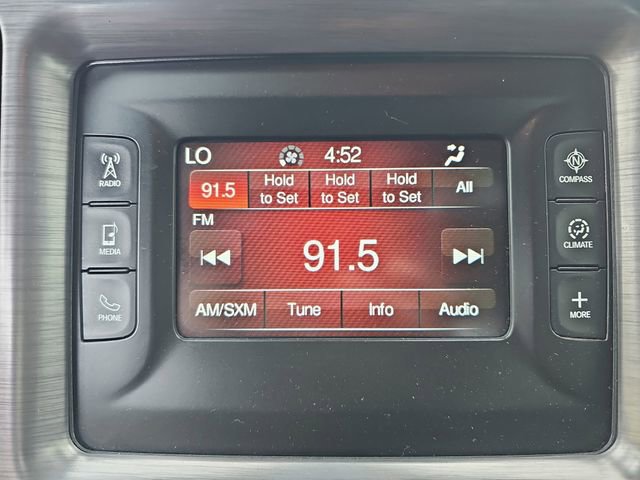 LO 4:52
91.5 Hold to Set Hold to Set Hold to Set All
FM
91.5
AM/SXM Tune Info Audio
RADIO
MEDIA
PHONE
COMPASS
CLIMATE
MORE